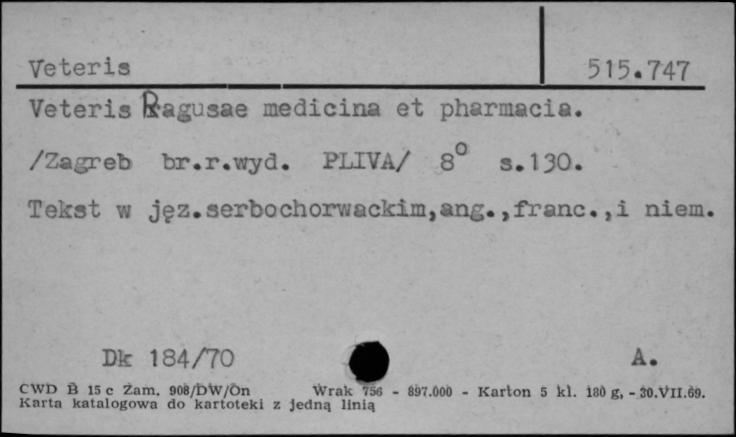 Veteris 515.747
Veteris Ragusae medicina et pharmacia.
/Zagreb br.r.wyd. PLIVA/ 8° s.130.
Tekst w jęz.serbochorwackim,ang.,franc.,i niem.
Dk 184/70 A.
CWD B 15 c Zam. 908/DW/On Wrak 756 - 897.000 - Karton 5 kl. 180 g, - 30.VII.69.
Karta katalogowa do kartoteki z jedną linią